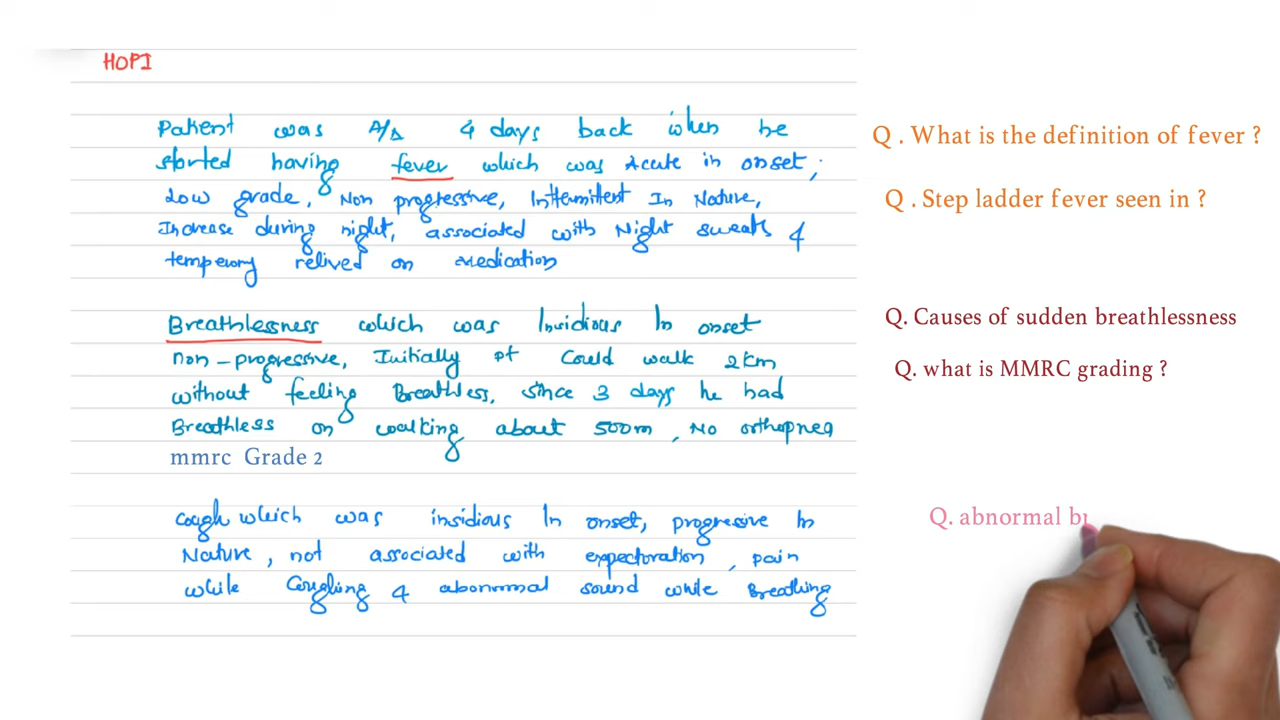 HOPI
Patient was A/A 4 days back when he
started having fever which was Acute in onset,
Low grade, Non progressive, Intermittent In Nature,
Increase during night, associated with Night sweats &
temperory relived on medication
Breathlessness which was Insidious In onset
non-progressive, Initially pt Could walk 2km
without feeling Breathless, since 3 days he had
Breathless on walking about 500m, No orthopnea
mmrc Grade 2
Cough which was insidious In onset, progresive In
Nature, not associated with expectoration, pain
while Coughing & abonormal sound while Breathing
Q . What is the definition of fever ?
Q . Step ladder fever seen in ?
Q. Causes of sudden breathlessness
Q. what is MMRC grading ?
Q. abnormal